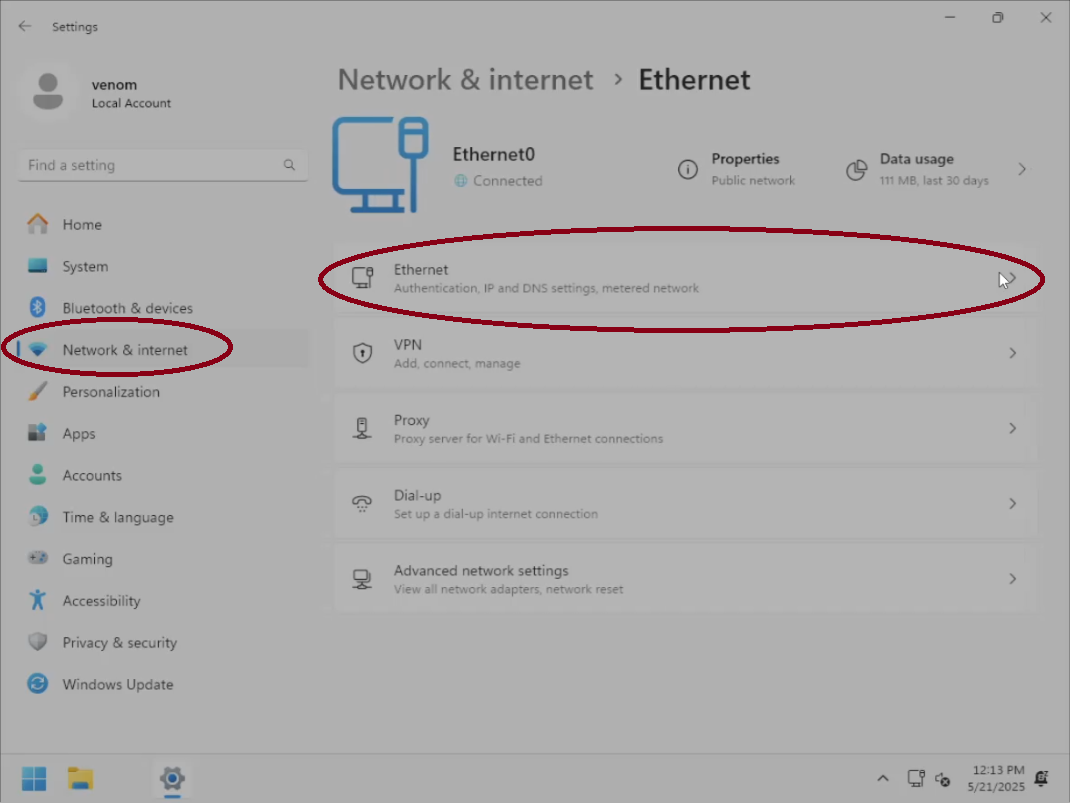 Settings
venom
Local Account
Find a setting
Home
System
Bluetooth & devices
Network & internet
Personalization
Apps
Accounts
Time & language
Gaming
Accessibility
Privacy & security
Windows Update
Network & internet › Ethernet
Ethernet0
Connected
Properties
Public network
Data usage
111 MB, last 30 days
Ethernet
Authentication, IP and DNS settings, metered network
VPN
Add, connect, manage
Proxy
Proxy server for Wi-Fi and Ethernet connections
Dial-up
Set up a dial-up internet connection
Advanced network settings
View all network adapters, network reset
12:13 PM
5/21/2025